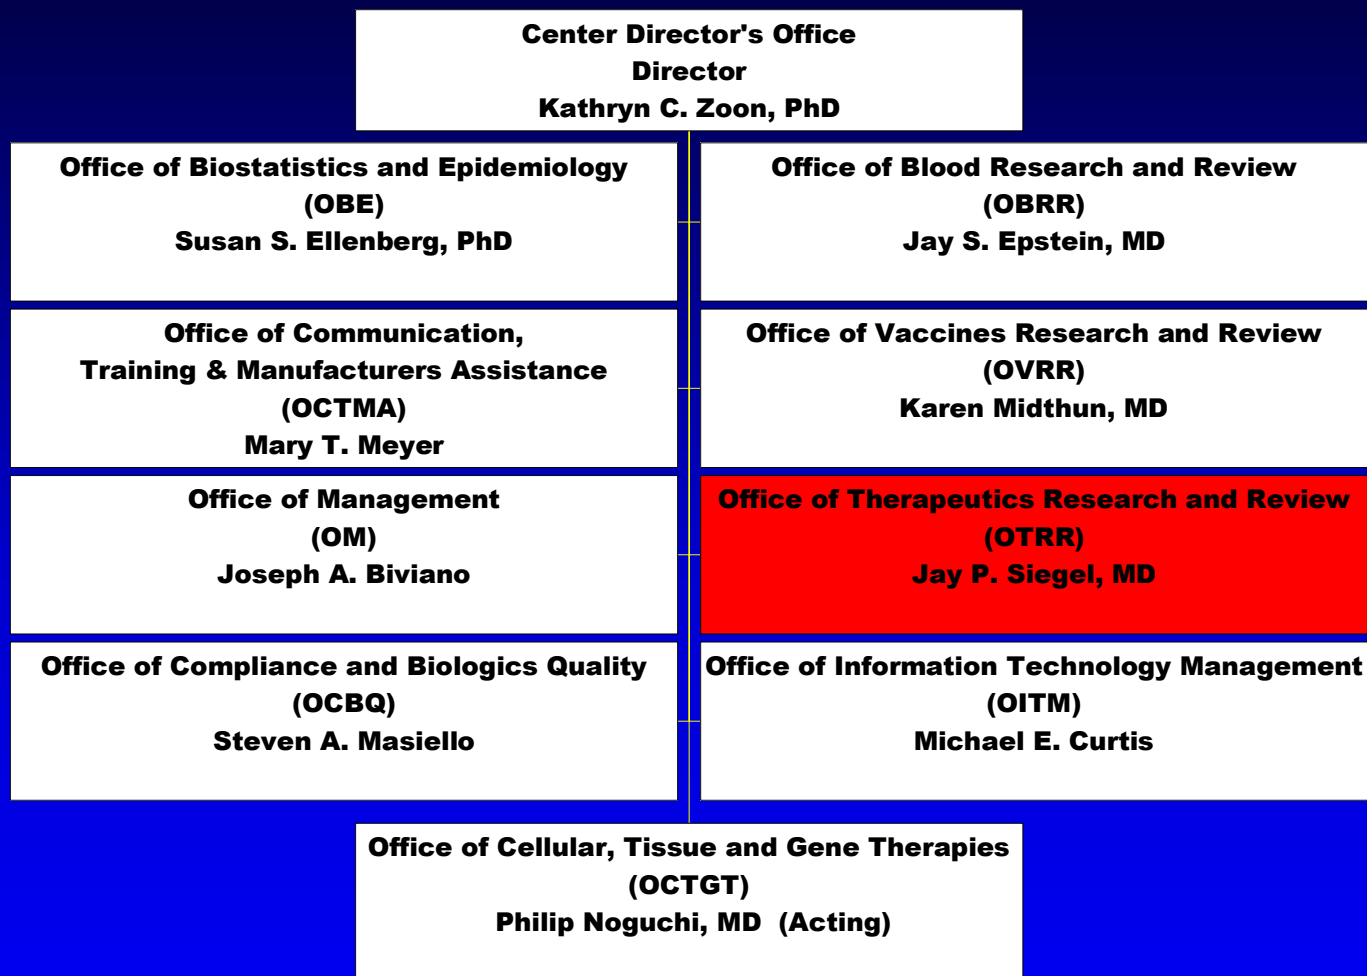 Center Director's Office
Director
Kathryn C. Zoon, PhD
Office of Biostatistics and Epidemiology
(OBE)
Susan S. Ellenberg, PhD
Office of Blood Research and Review
(OBRR)
Jay S. Epstein, MD
Office of Communication,
Training & Manufacturers Assistance
(OCTMA)
Mary T. Meyer
Office of Vaccines Research and Review
(OVRR)
Karen Midthun, MD
Office of Management
(OM)
Joseph A. Biviano
Office of Therapeutics Research and Review
(OTRR)
Jay P. Siegel, MD
Office of Compliance and Biologics Quality
(OCBQ)
Steven A. Masiello
Office of Information Technology Management
(OITM)
Michael E. Curtis
Office of Cellular, Tissue and Gene Therapies
(OCTGT)
Philip Noguchi, MD (Acting)